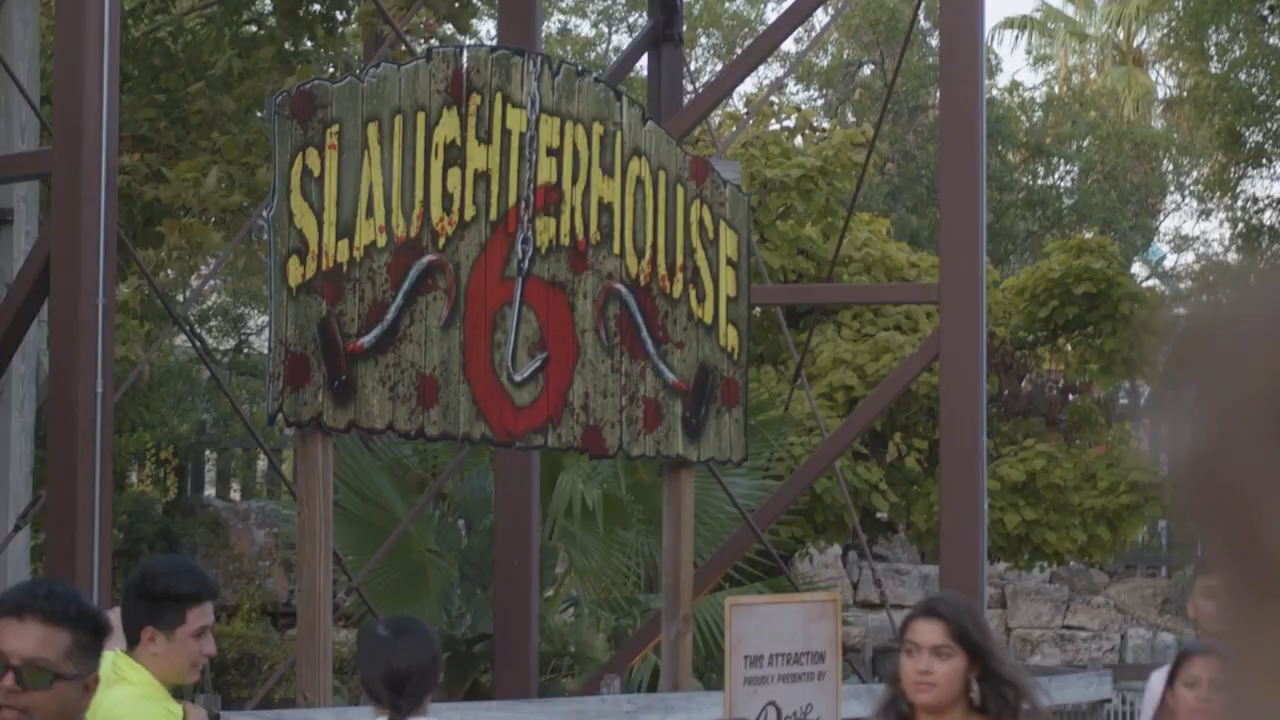 SLAUGHTERHOUSE
6
THIS ATTRACTION
PROUDLY PRESENTED BY